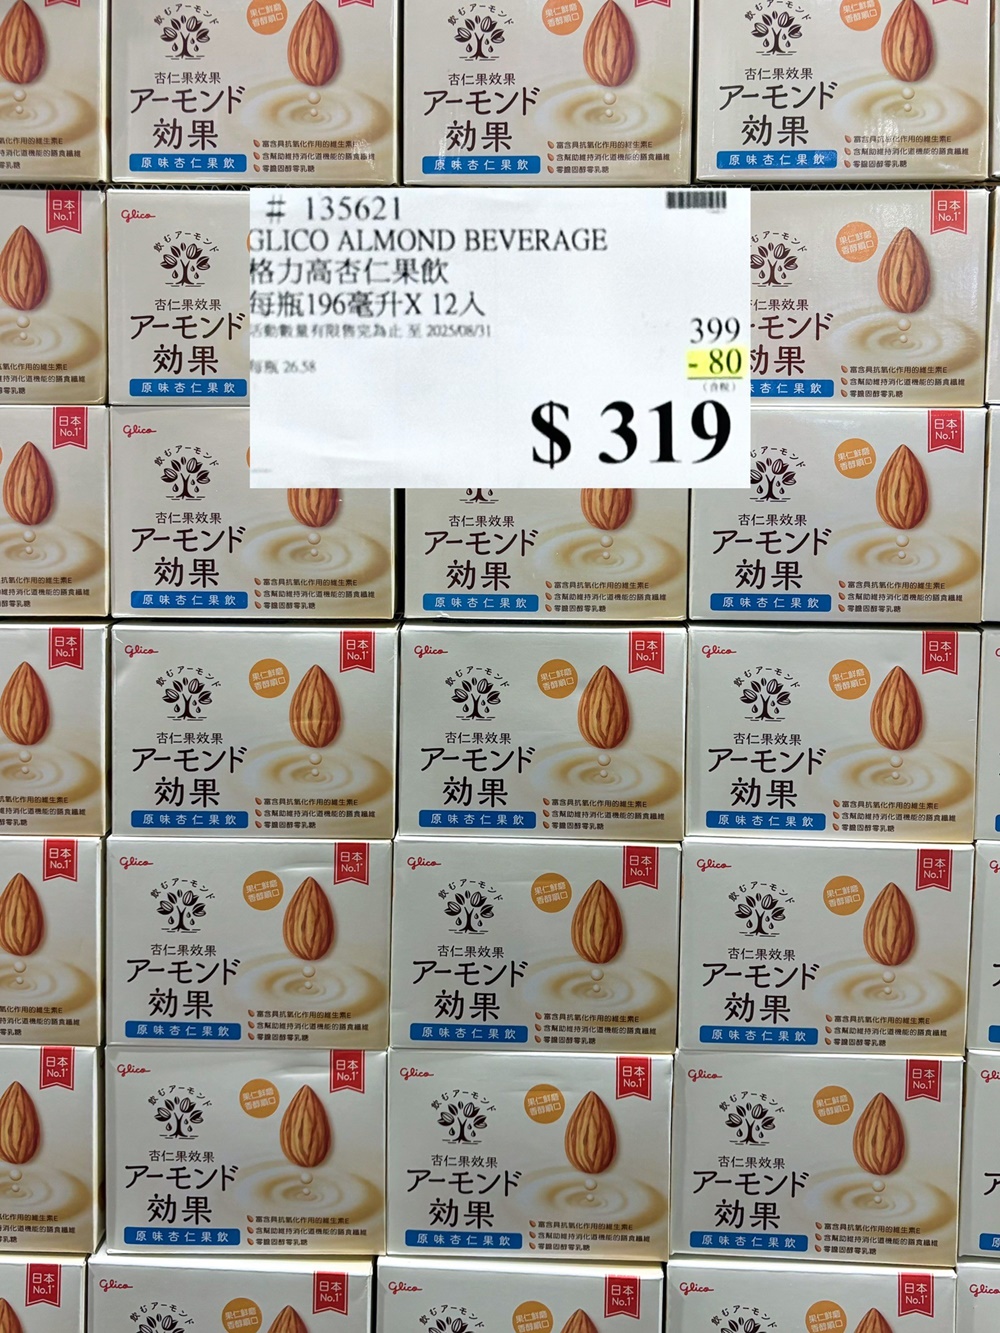 # 135621
GLICO ALMOND BEVERAGE
格力高杏仁果飲
每瓶196毫升X 12入
活動數量有限售完為止 至 2025/08/31
每瓶 26.58
399
- 80
(含稅)
$ 319
Glico
日本
No.1*
飲むアーモンド
果仁鮮磨
香醇順口
杏仁果效果
アーモンド
効果
原味杏仁果飲
富含具抗氧化作用的維生素E
含幫助維持消化道機能的膳食纖維
零膽固醇零乳糖